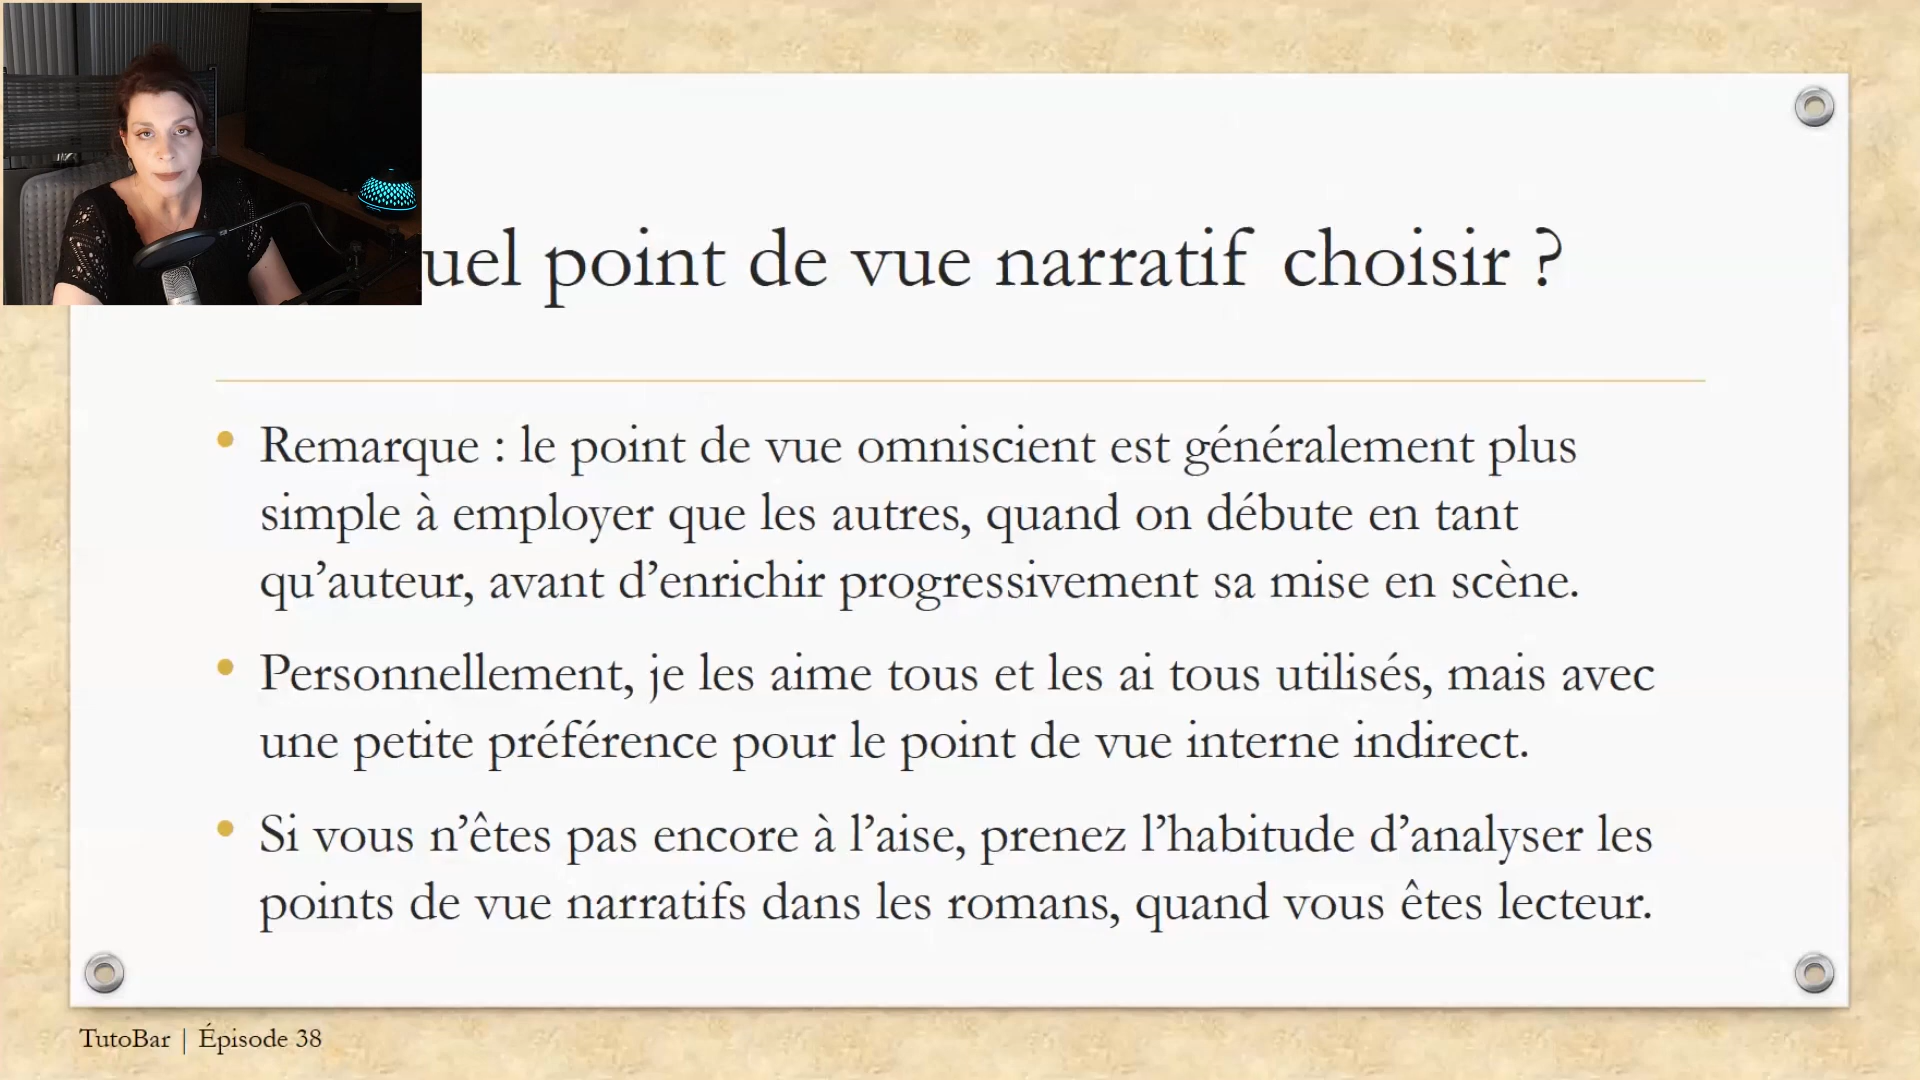 uel point de vue narratif choisir ?
Remarque : le point de vue omniscient est généralement plus
simple à employer que les autres, quand on débute en tant
qu’auteur, avant d’enrichir progressivement sa mise en scène.
Personnellement, je les aime tous et les ai tous utilisés, mais avec
une petite préférence pour le point de vue interne indirect.
Si vous n’êtes pas encore à l’aise, prenez l’habitude d’analyser les
points de vue narratifs dans les romans, quand vous êtes lecteur.
TutoBar | Épisode 38